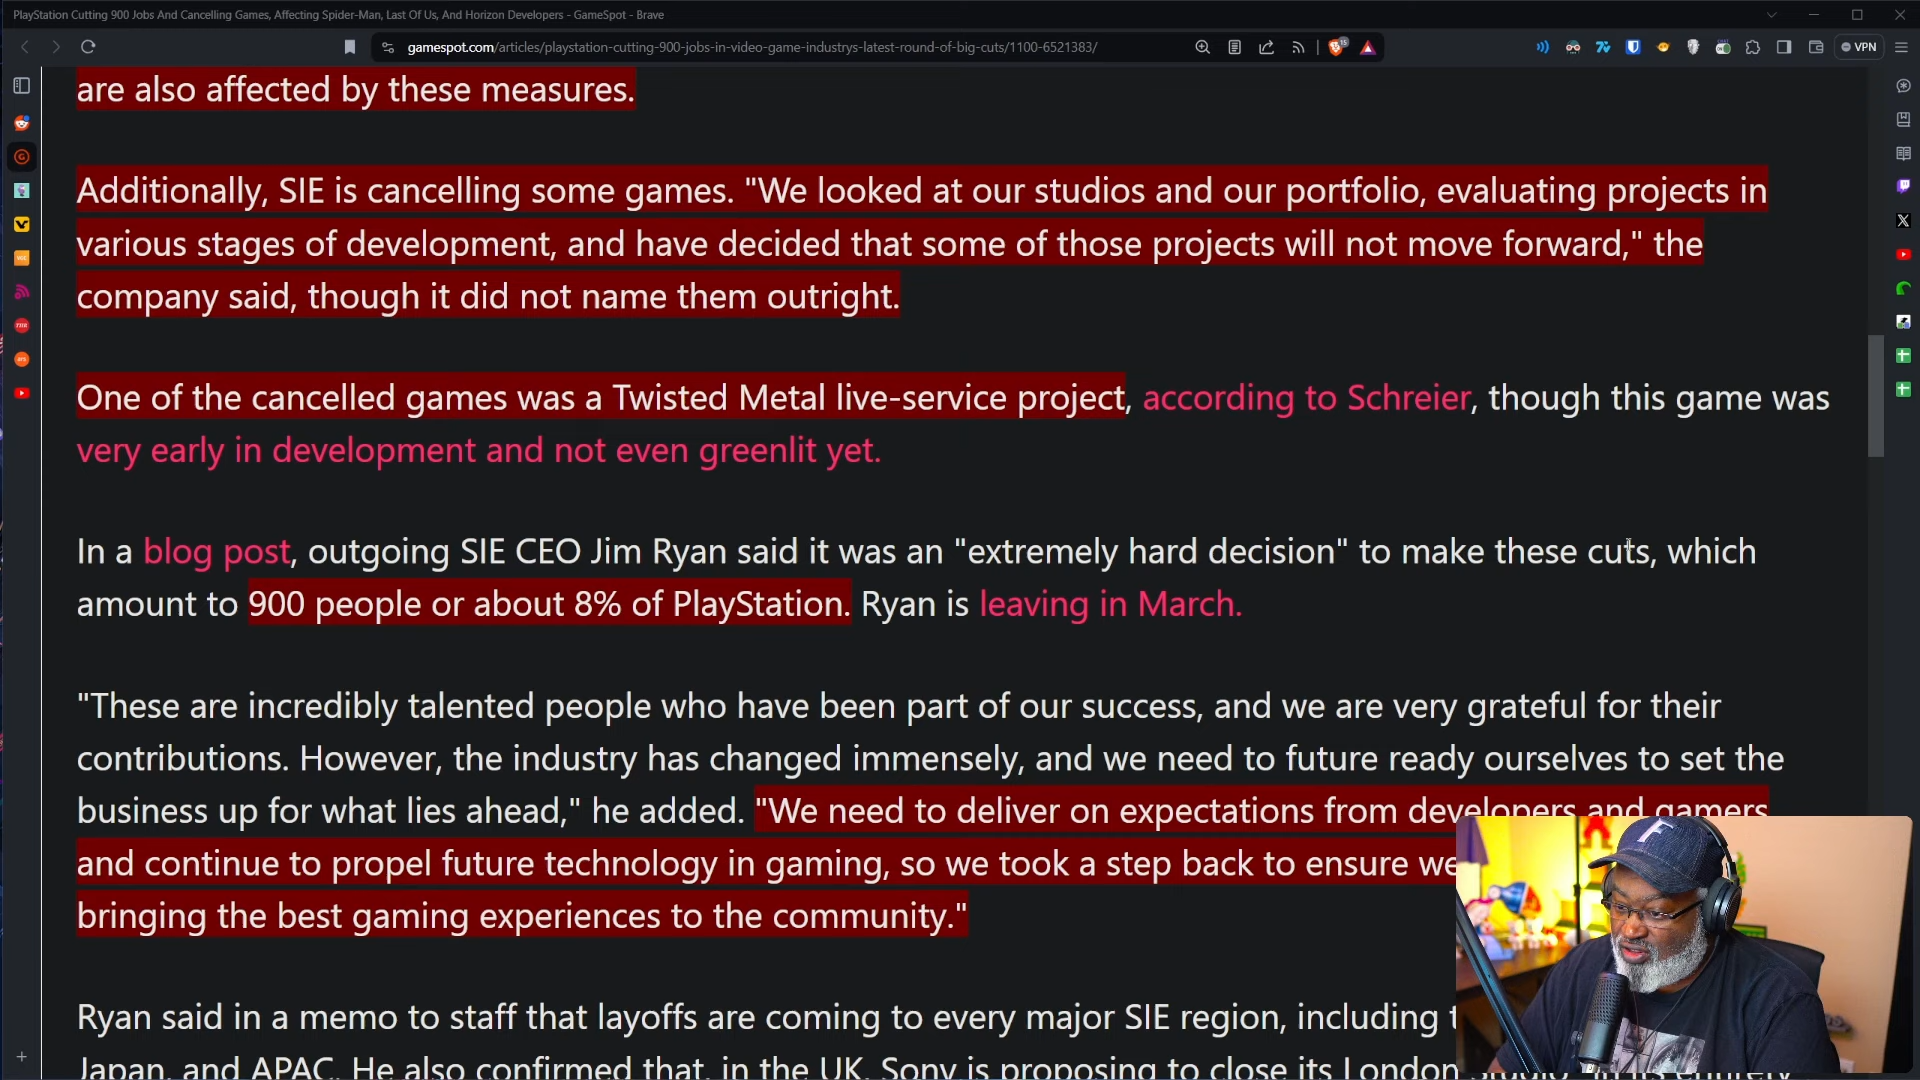 PlayStation Cutting 900 Jobs And Cancelling Games, Affecting Spider-Man, Last Of Us, And Horizon Developers - GameSpot - Brave
gamespot.com/articles/playstation-cutting-900-jobs-in-video-game-industrys-latest-round-of-big-cuts/1100-6521383/
VPN
are also affected by these measures.
Additionally, SIE is cancelling some games. "We looked at our studios and our portfolio, evaluating projects in
various stages of development, and have decided that some of those projects will not move forward," the
company said, though it did not name them outright.
One of the cancelled games was a Twisted Metal live-service project, according to Schreier, though this game was
very early in development and not even greenlit yet.
In a blog post, outgoing SIE CEO Jim Ryan said it was an "extremely hard decision" to make these cuts, which
amount to 900 people or about 8% of PlayStation. Ryan is leaving in March.
"These are incredibly talented people who have been part of our success, and we are very grateful for their
contributions. However, the industry has changed immensely, and we need to future ready ourselves to set the
business up for what lies ahead," he added. "We need to deliver on expectations from developers and gamers
and continue to propel future technology in gaming, so we took a step back to ensure we
bringing the best gaming experiences to the community."
Ryan said in a memo to staff that layoffs are coming to every major SIE region, including
Japan, and APAC. He also confirmed that, in the UK, Sony is proposing to close its London